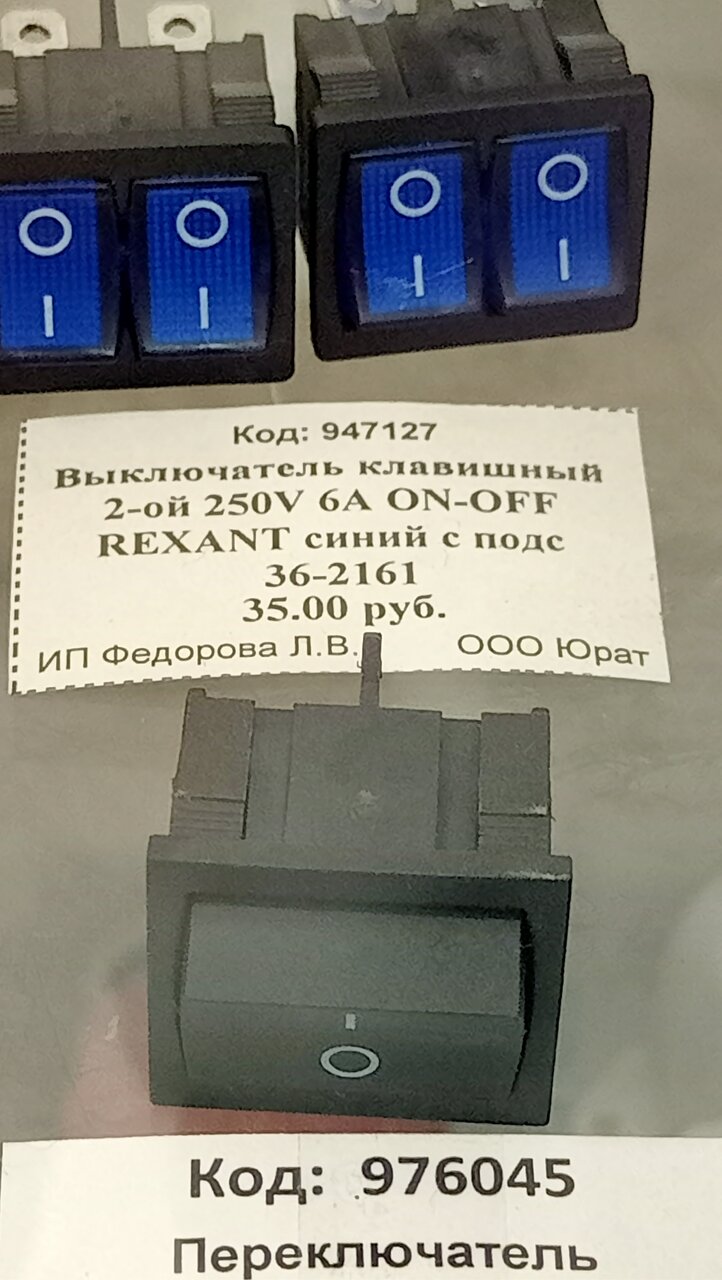 Код: 947127
Выключатель клавишный
2-ой 250V 6A ON-OFF
REXANT синий с подс
36-2161
35.00 руб.
ИП Федорова Л.В. ООО Юрат
Код: 976045
Переключатель